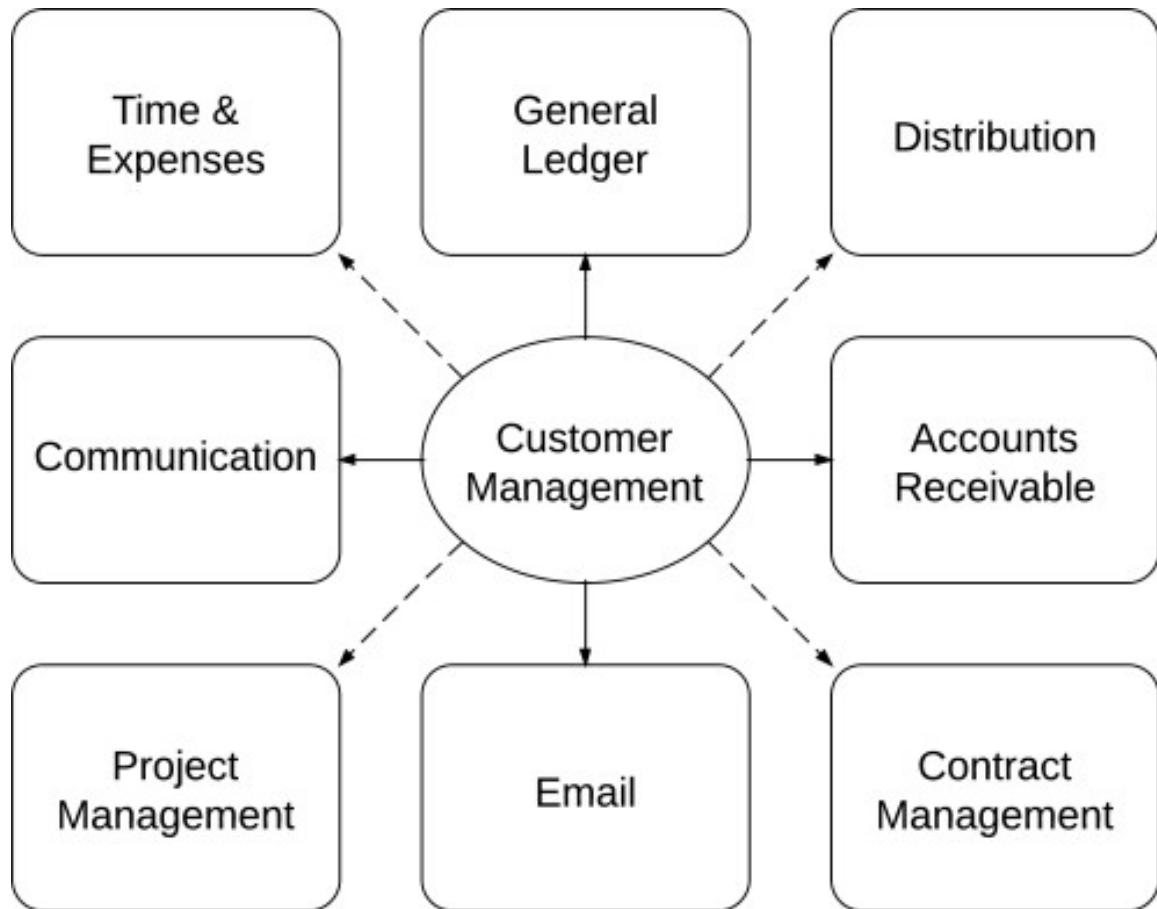 Time &
Expenses
General
Ledger
Distribution
Communication
Customer
Management
Accounts
Receivable
Project
Management
Email
Contract
Management